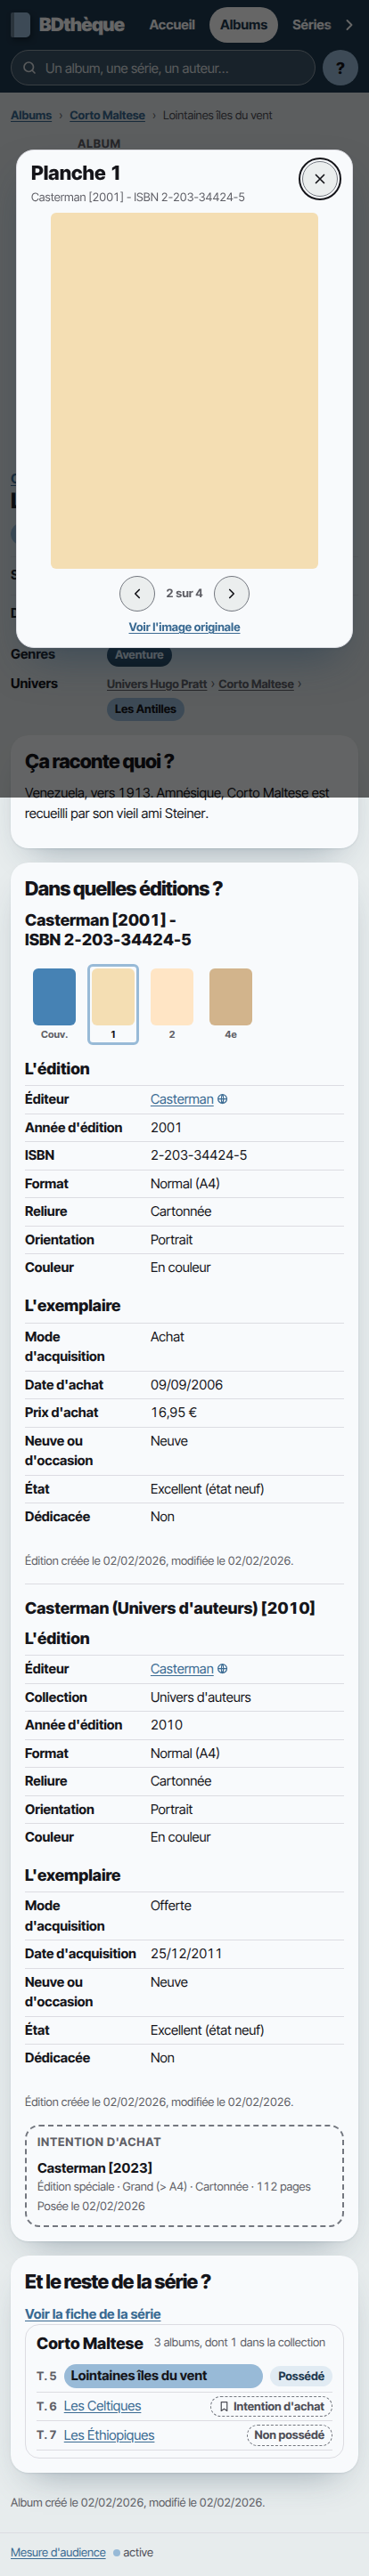 BDthèque Accueil Albums Séries
Un album, une série, un auteur... ?
Albums › Corto Maltese › Lointaines îles du vent
ALBUM
Planche 1
Casterman [2001] - ISBN 2-203-34424-5
2 sur 4
Voir l'image originale
Genres Aventure
Univers Univers Hugo Pratt › Corto Maltese ›
Les Antilles
Ça raconte quoi ?
Venezuela, vers 1913. Amnésique, Corto Maltese est
recueilli par son vieil ami Steiner.
Dans quelles éditions ?
Casterman [2001] -
ISBN 2-203-34424-5
Couv. 1 2 4e
L'édition
Éditeur Casterman
Année d'édition 2001
ISBN 2-203-34424-5
Format Normal (A4)
Reliure Cartonnée
Orientation Portrait
Couleur En couleur
L'exemplaire
Mode Achat
d'acquisition
Date d'achat 09/09/2006
Prix d'achat 16,95 €
Neuve ou Neuve
d'occasion
État Excellent (état neuf)
Dédicacée Non
Édition créée le 02/02/2026, modifiée le 02/02/2026.
Casterman (Univers d'auteurs) [2010]
L'édition
Éditeur Casterman
Collection Univers d'auteurs
Année d'édition 2010
Format Normal (A4)
Reliure Cartonnée
Orientation Portrait
Couleur En couleur
L'exemplaire
Mode Offerte
d'acquisition
Date d'acquisition 25/12/2011
Neuve ou Neuve
d'occasion
État Excellent (état neuf)
Dédicacée Non
Édition créée le 02/02/2026, modifiée le 02/02/2026.
INTENTION D'ACHAT
Casterman [2023]
Édition spéciale · Grand (> A4) · Cartonnée · 112 pages
Posée le 02/02/2026
Et le reste de la série ?
Voir la fiche de la série
Corto Maltese 3 albums, dont 1 dans la collection
T. 5 Lointaines îles du vent Possédé
T. 6 Les Celtiques Intention d'achat
T. 7 Les Éthiopiques Non possédé
Album créé le 02/02/2026, modifié le 02/02/2026.
Mesure d'audience active